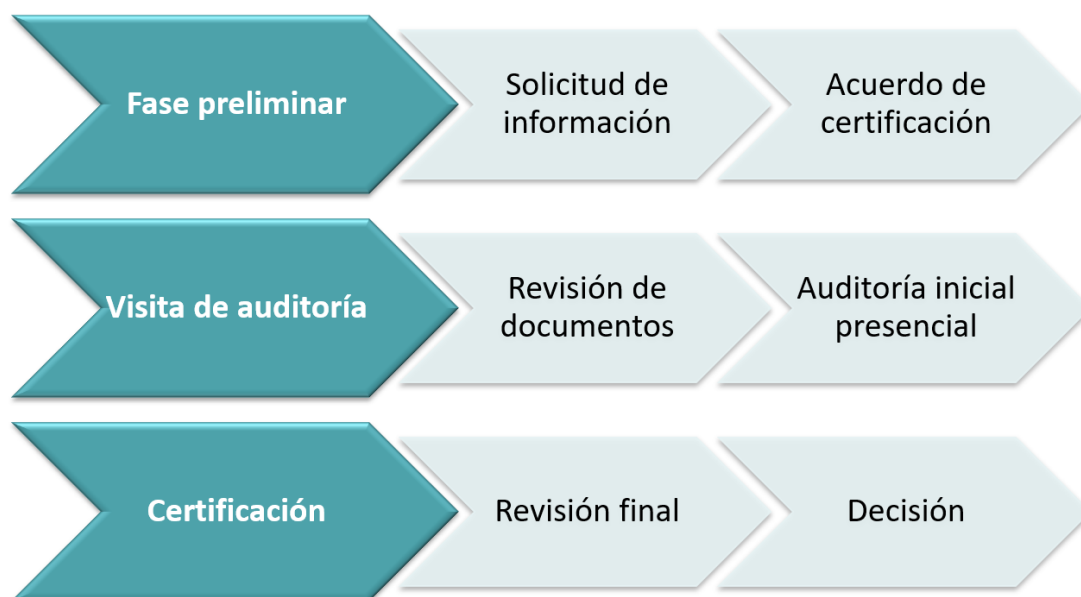 Fase preliminar
Solicitud de
información
Acuerdo de
certificación
Visita de auditoría
Revisión de
documentos
Auditoría inicial
presencial
Certificación
Revisión final
Decisión